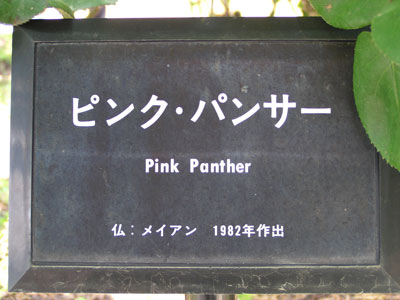 ピンク・パンサー
Pink Panther
仏：メイアン　1982年作出